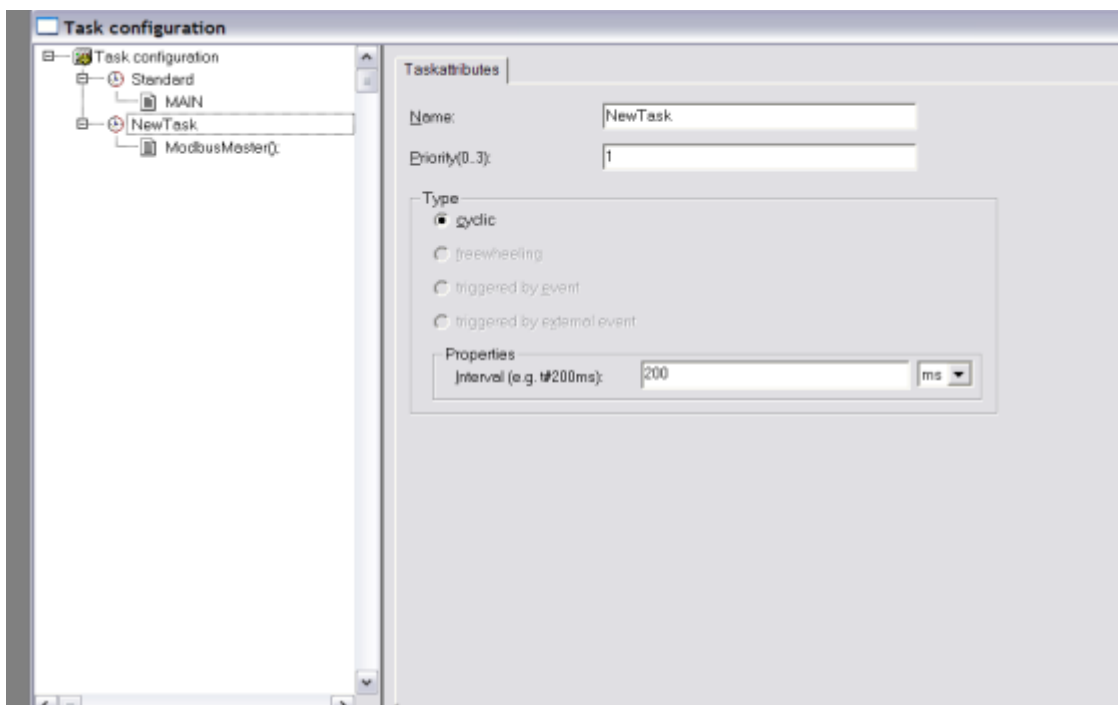 Task configuration
Task configuration
Standard
MAIN
NewTask
ModbusMaster();
Taskattributes
Name: NewTask
Priority(0..3): 1
Type
cyclic
freewheeling
triggered by event
triggered by external event
Properties
Interval (e.g. t#200ms): 200 ms